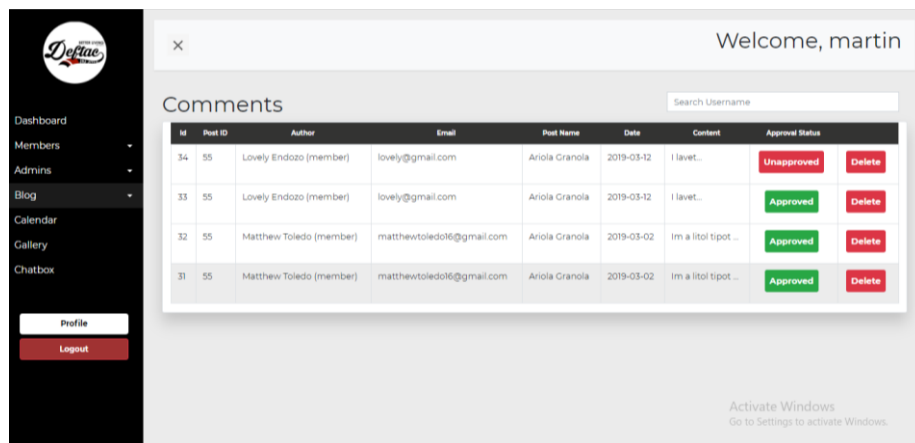 Deftac
Welcome, martin
Comments
Search Username
Dashboard
Members
Admins
Blog
Calendar
Gallery
Chatbox
Profile
Logout
Id Post ID Author Email Post Name Date Content Approval Status
34 55 Lovely Endozo (member) lovely@gmail.com Ariola Granola 2019-03-12 I lavet... Unapproved Delete
33 55 Lovely Endozo (member) lovely@gmail.com Ariola Granola 2019-03-12 I lavet... Approved Delete
32 55 Matthew Toledo (member) matthewtoledo16@gmail.com Ariola Granola 2019-03-02 Im a litol tipot ... Approved Delete
31 55 Matthew Toledo (member) matthewtoledo16@gmail.com Ariola Granola 2019-03-02 Im a litol tipot ... Approved Delete
Activate Windows
Go to Settings to activate Windows.